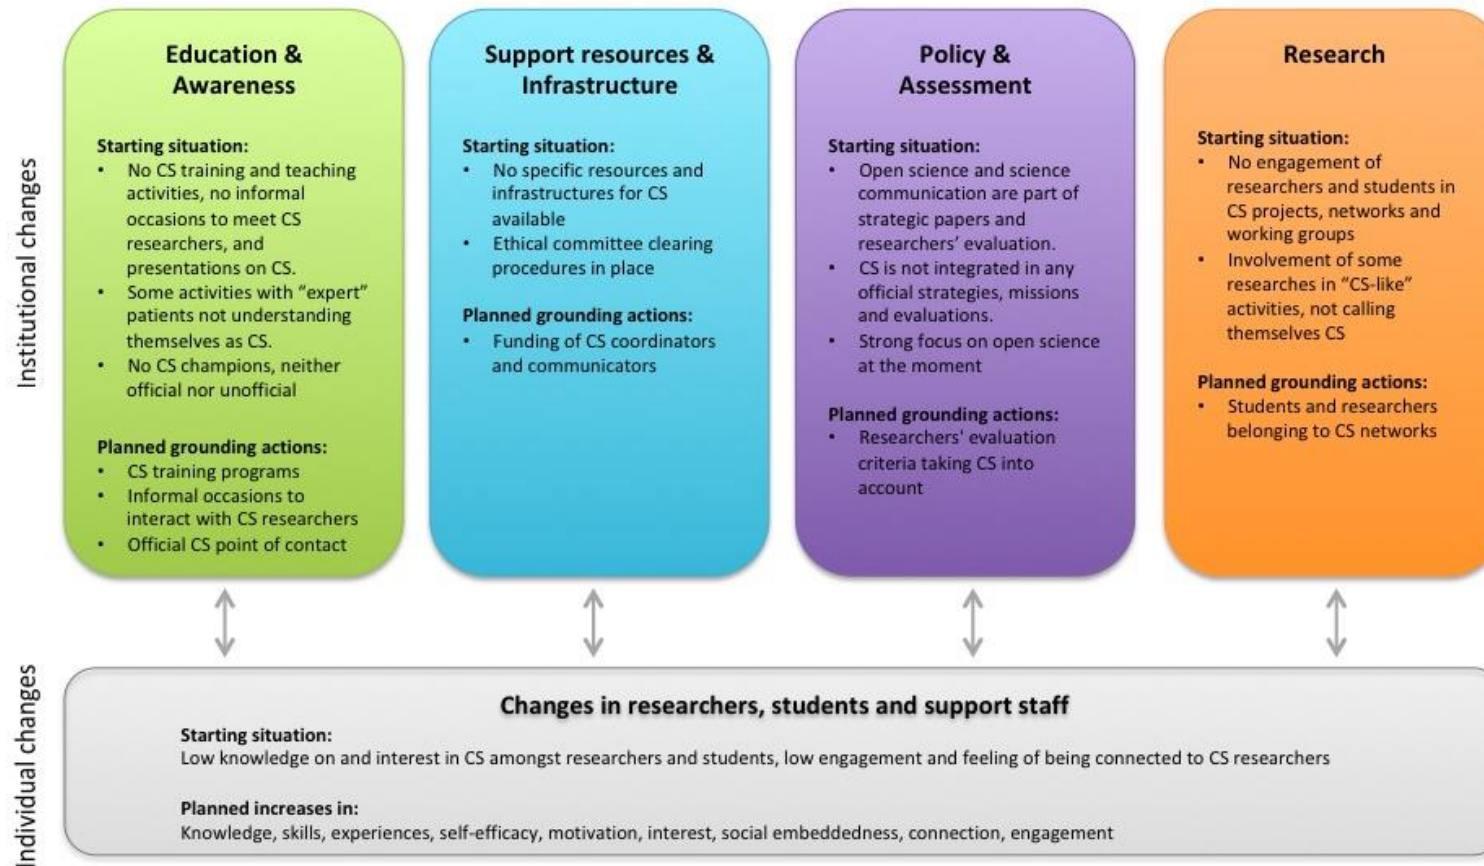 Institutional changes
Education &
Awareness
Starting situation:
• No CS training and teaching
activities, no informal
occasions to meet CS
researchers, and
presentations on CS.
• Some activities with “expert”
patients not understanding
themselves as CS.
• No CS champions, neither
official nor unofficial
Planned grounding actions:
• CS training programs
• Informal occasions to
interact with CS researchers
• Official CS point of contact
Support resources &
Infrastructure
Starting situation:
• No specific resources and
infrastructures for CS
available
• Ethical committee clearing
procedures in place
Planned grounding actions:
• Funding of CS coordinators
and communicators
Policy &
Assessment
Starting situation:
• Open science and science
communication are part of
strategic papers and
researchers’ evaluation.
• CS is not integrated in any
official strategies, missions
and evaluations.
• Strong focus on open science
at the moment
Planned grounding actions:
• Researchers' evaluation
criteria taking CS into
account
Research
Starting situation:
• No engagement of
researchers and students in
CS projects, networks and
working groups
• Involvement of some
researches in “CS-like”
activities, not calling
themselves CS
Planned grounding actions:
• Students and researchers
belonging to CS networks
Individual changes
Changes in researchers, students and support staff
Starting situation:
Low knowledge on and interest in CS amongst researchers and students, low engagement and feeling of being connected to CS researchers
Planned increases in:
Knowledge, skills, experiences, self-efficacy, motivation, interest, social embeddedness, connection, engagement